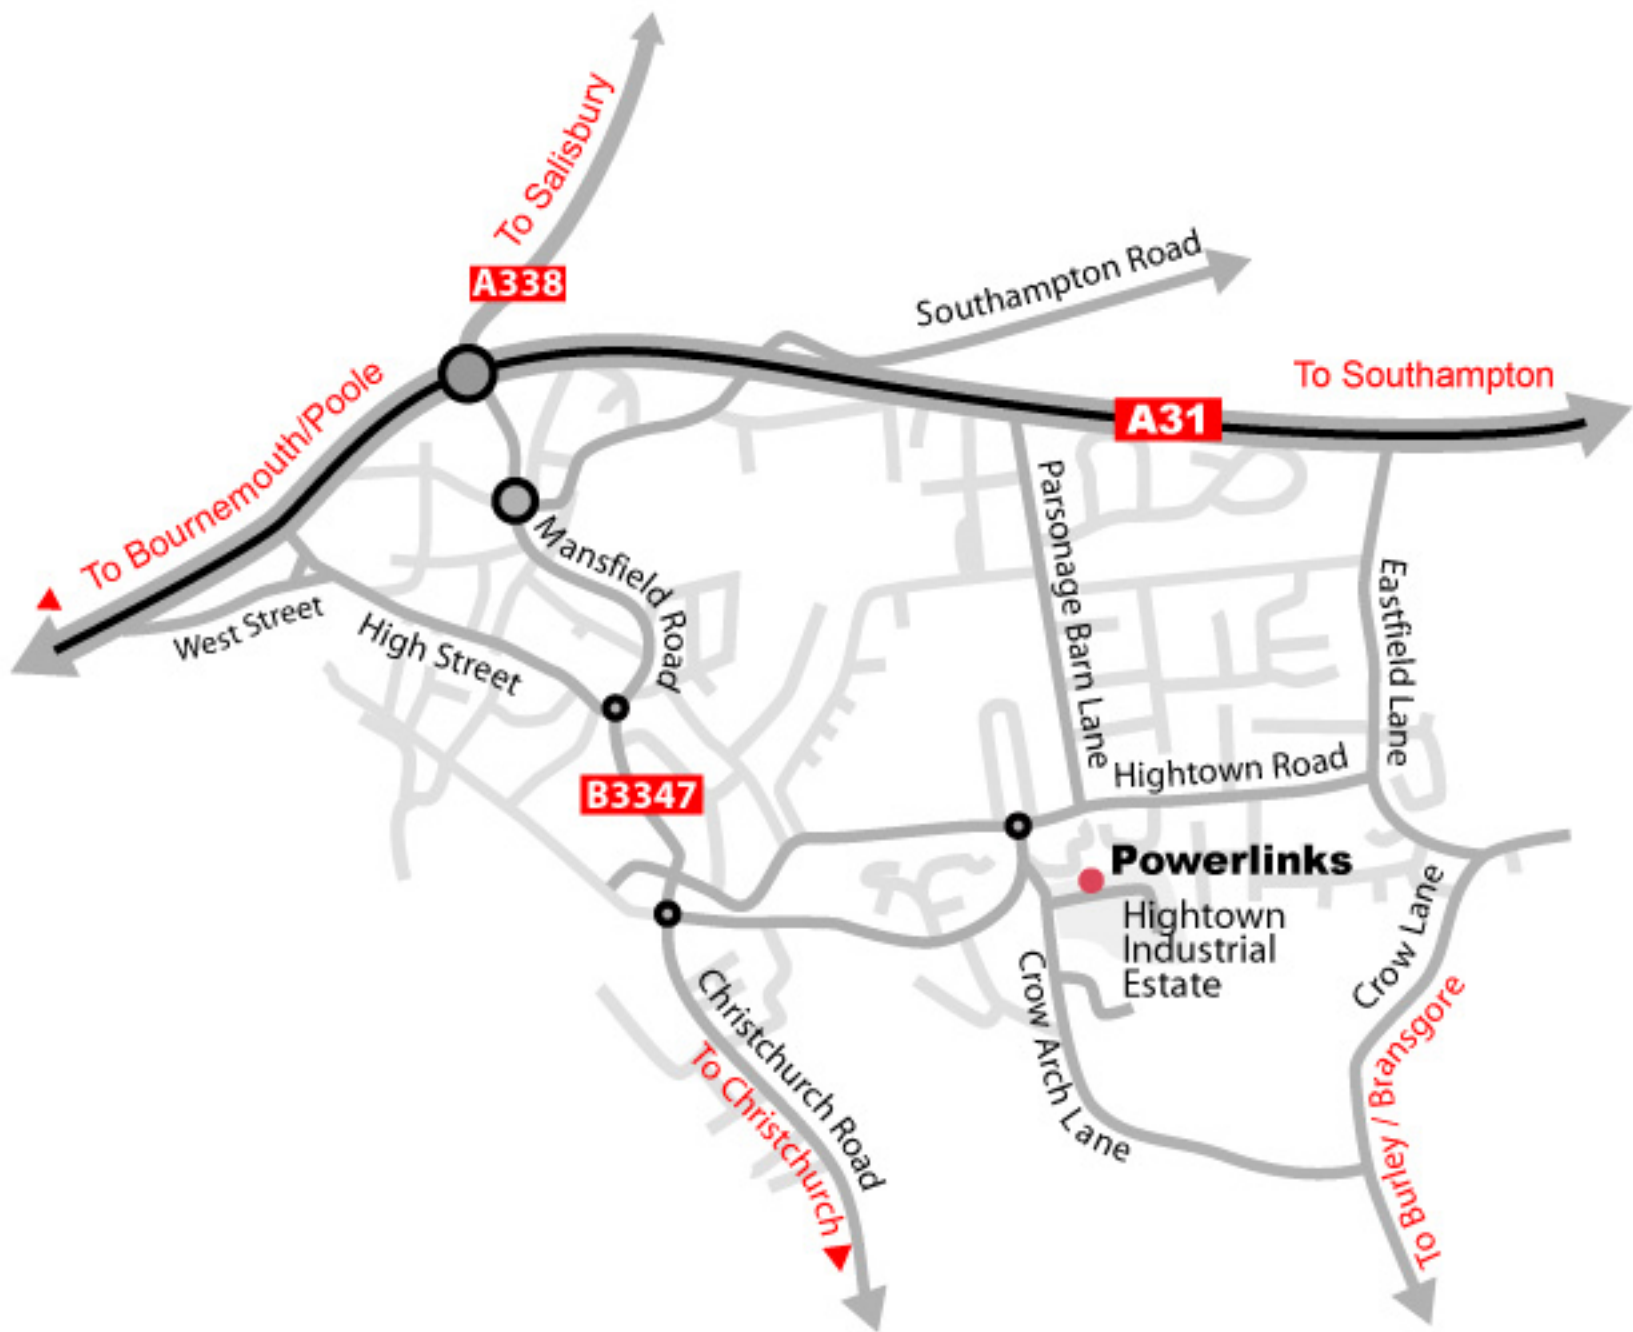 To Salisbury
A338
Southampton Road
To Southampton
A31
To Bournemouth/Poole
Mansfield Road
Parsonage Barn Lane
Eastfield Lane
West Street
High Street
B3347
Hightown Road
Powerlinks
Hightown
Industrial
Estate
Crow Lane
Crow Arch Lane
Christchurch Road
To Christchurch
To Burley / Bransgore